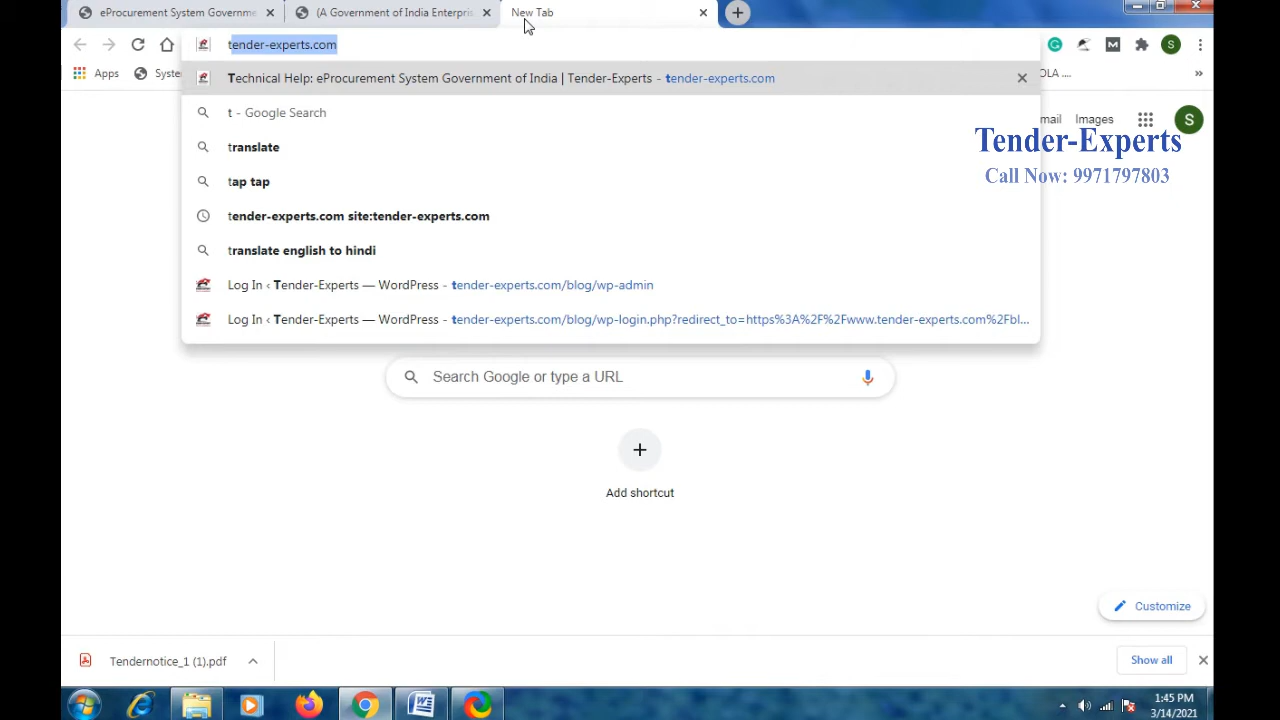 eProcurement System Governme
(A Government of India Enterpris
New Tab
tender-experts.com
Apps
Syste
OLA ....
Technical Help: eProcurement System Government of India | Tender-Experts - tender-experts.com
t - Google Search
translate
tap tap
tender-experts.com site:tender-experts.com
translate english to hindi
Log In ‹ Tender-Experts — WordPress - tender-experts.com/blog/wp-admin
Log In ‹ Tender-Experts — WordPress - tender-experts.com/blog/wp-login.php?redirect_to=https%3A%2F%2Fwww.tender-experts.com%2Fbl...
mail
Images
S
S
Tender-Experts
Call Now: 9971797803
Search Google or type a URL
Add shortcut
Customize
Tendernotice_1 (1).pdf
Show all
1:45 PM
3/14/2021